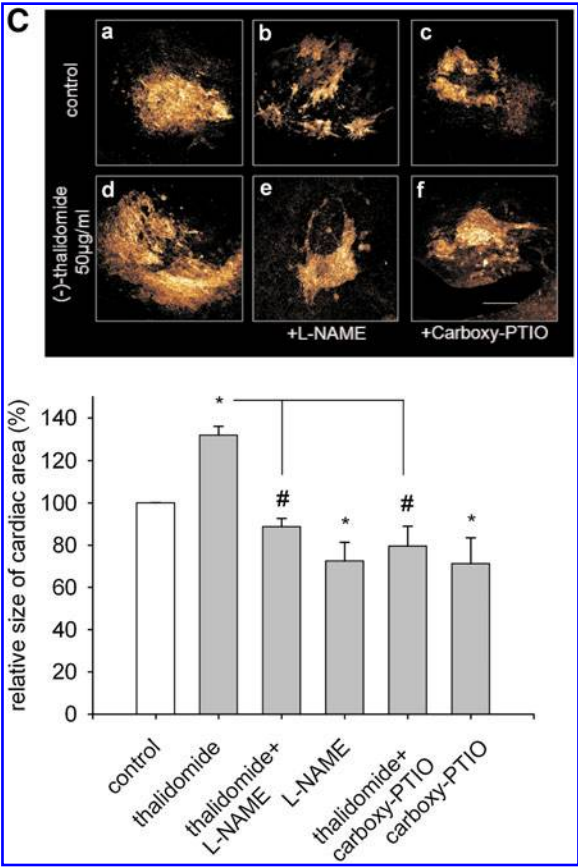 C
a
b
c
control
d
e
f
(-)-thalidomide
50µg/ml
+L-NAME
+Carboxy-PTIO
relative size of cardiac area (%)
140
120
100
80
60
40
20
0
*
#
*
#
*
control
thalidomide
thalidomide+
L-NAME
L-NAME
thalidomide+
carboxy-PTIO
carboxy-PTIO